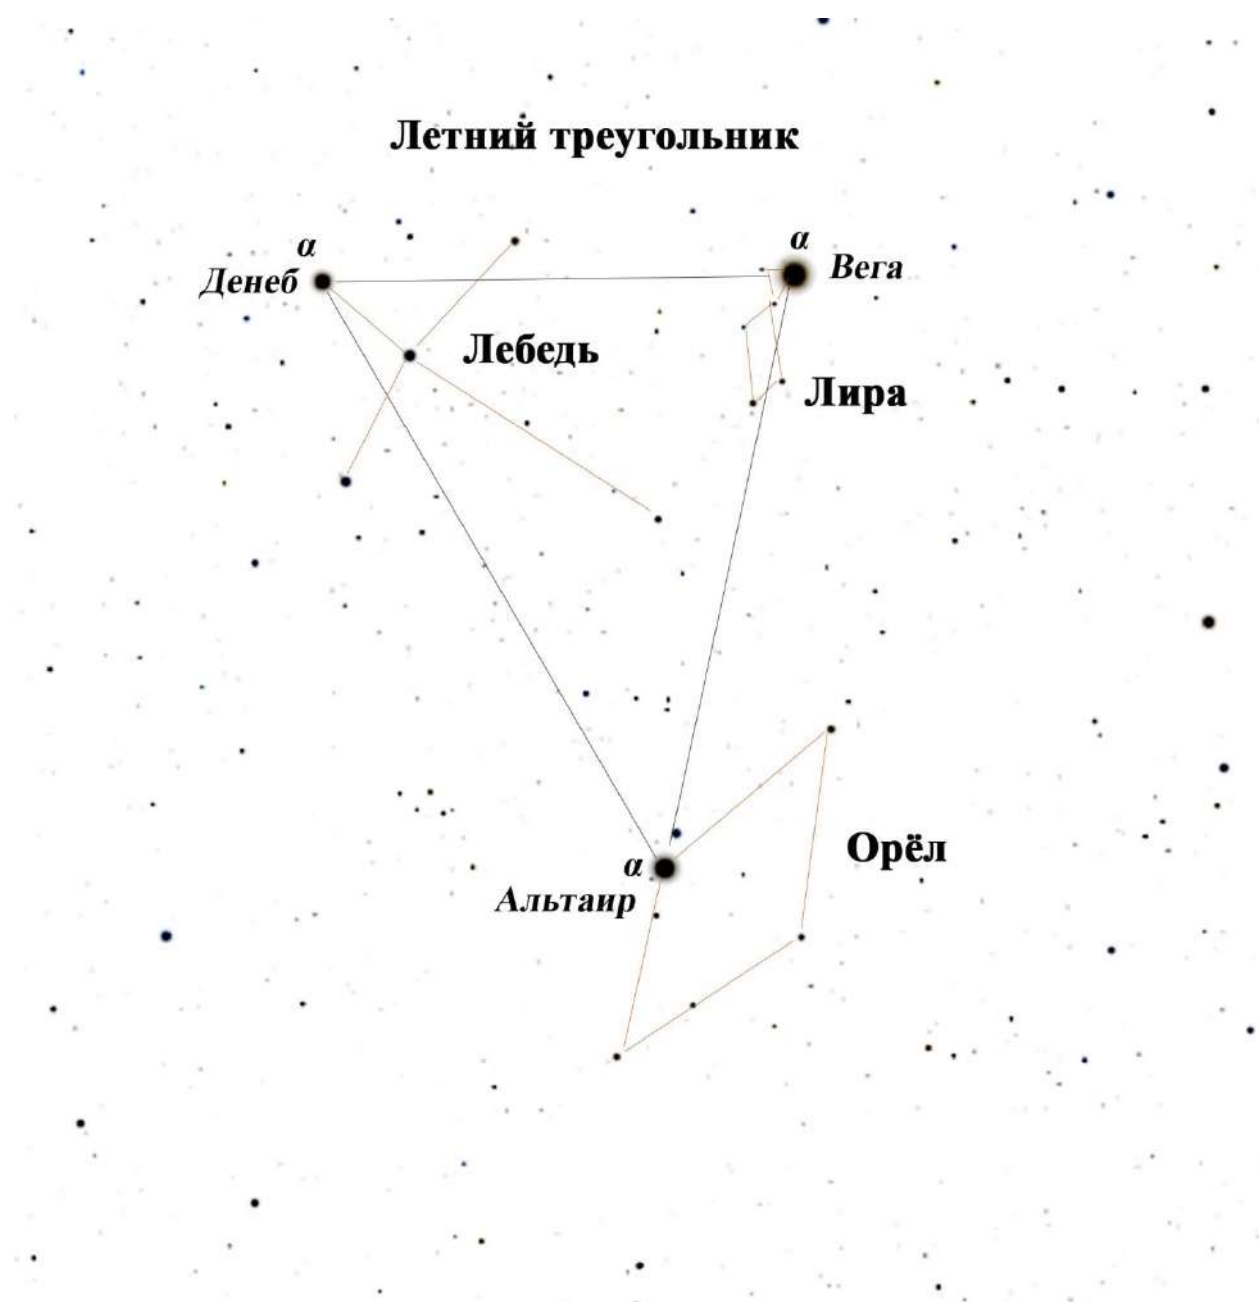 Летний треугольник
α
α
Денеб
Вега
Лебедь
Лира
Орёл
α
Альтаир